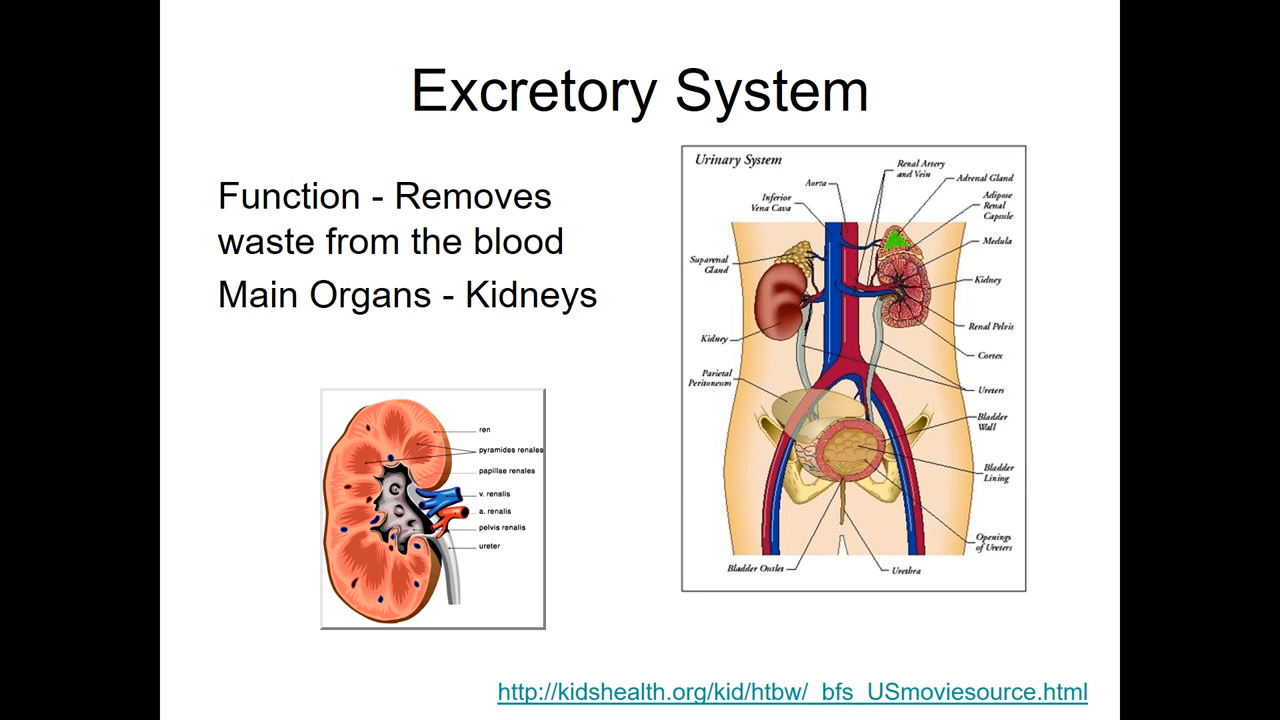 Excretory System
Function - Removes
waste from the blood
Main Organs - Kidneys
ren
pyramides renales
papillae renales
v. renalis
a. renalis
pelvis renalis
ureter
Urinary System
Renal Artery
and Vein
Aorta
Adrenal Gland
Inferior
Vena Cava
Adipose
Renal
Capsule
Medula
Suparenal
Gland
Kidney
Renal Pelvis
Kidney
Cortex
Parietal
Peritoneum
Ureters
Bladder
Wall
Bladder
Lining
Openings
of Ureters
Bladder Outlet
Urethra
http://kidshealth.org/kid/htbw/_bfs_USmoviesource.html